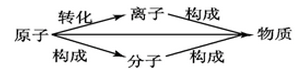 转化 离子 构成
原子 物质
构成 分子 构成